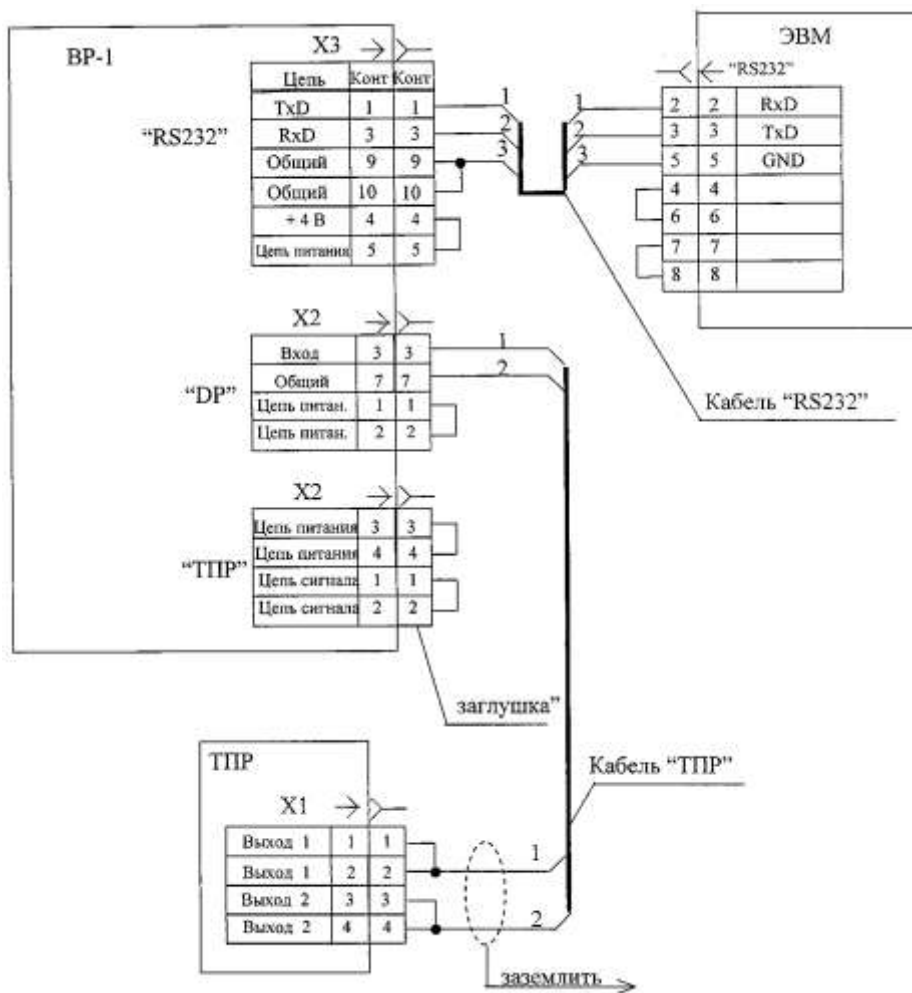 ВР-1
ЭВМ
X3
“RS232”
Цепь Конт Конт
TxD 1 1
RxD 3 3
Общий 9 9
Общий 10 10
+ 4 В 4 4
Цепь питания 5 5
“RS232”
1
2
3
1
2
3
2 2 RxD
3 3 TxD
5 5 GND
4 4
6 6
7 7
8 8
Кабель “RS232”
X2
Вход 3 3
Общий 7 7
Цепь питан. 1 1
Цепь питан. 2 2
“DP”
1
2
X2
Цепь питания 3 3
Цепь питания 4 4
Цепь сигнала 1 1
Цепь сигнала 2 2
“ТПР”
заглушка”
Кабель “ТПР”
ТПР
X1
Выход 1 1 1
Выход 1 2 2
Выход 2 3 3
Выход 2 4 4
1
2
заземлить